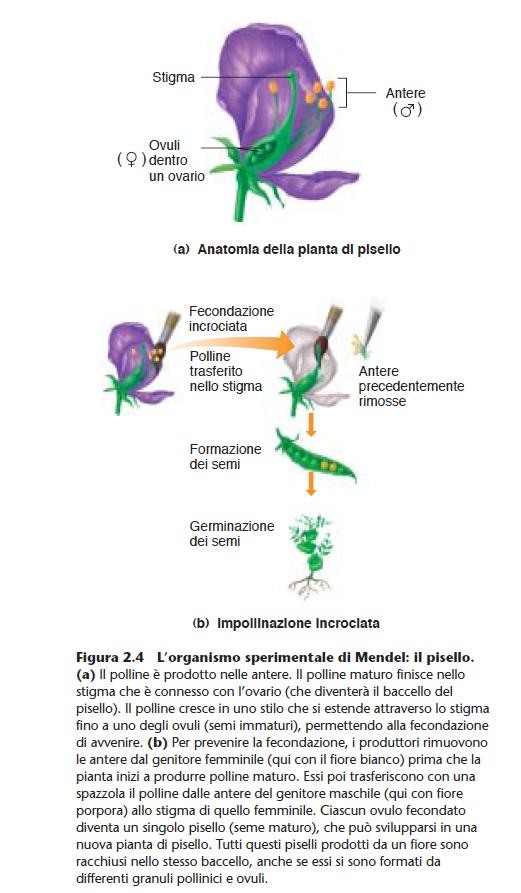 Stigma
Antere
(♂)
Ovuli
(♀) dentro
un ovario
(a) Anatomia della pianta di pisello
Fecondazione
incrociata
Polline
trasferito
nello stigma
Antere
precedentemente
rimosse
Formazione
dei semi
Germinazione
dei semi
(b) Impollinazione incrociata
Figura 2.4 L'organismo sperimentale di Mendel: il pisello.
(a) Il polline è prodotto nelle antere. Il polline maturo finisce nello
stigma che è connesso con l'ovario (che diventerà il baccello del
pisello). Il polline cresce in uno stilo che si estende attraverso lo stigma
fino a uno degli ovuli (semi immaturi), permettendo alla fecondazione
di avvenire. (b) Per prevenire la fecondazione, i produttori rimuovono
le antere dal genitore femminile (qui con il fiore bianco) prima che la
pianta inizi a produrre polline maturo. Essi poi trasferiscono con una
spazzola il polline dalle antere del genitore maschile (qui con fiore
porpora) allo stigma di quello femminile. Ciascun ovulo fecondato
diventa un singolo pisello (seme maturo), che può svilupparsi in una
nuova pianta di pisello. Tutti questi piselli prodotti da un fiore sono
racchiusi nello stesso baccello, anche se essi si sono formati da
differenti granuli pollinici e ovuli.